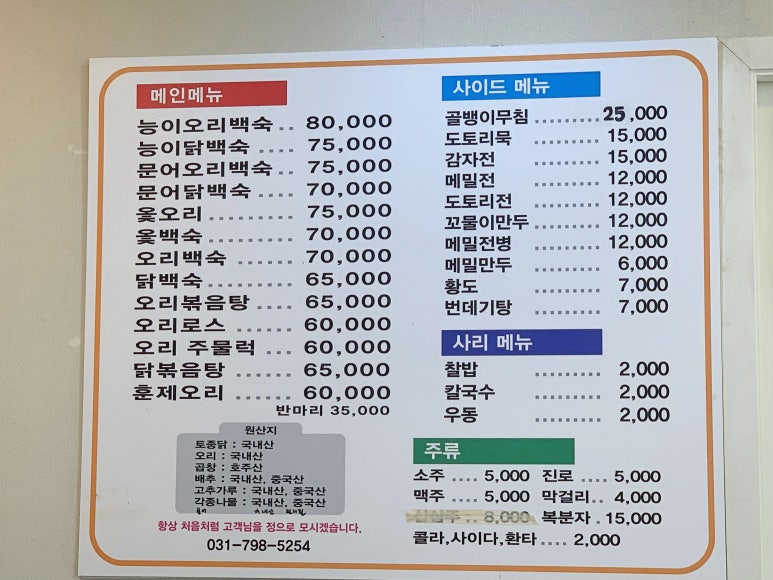 메인메뉴
능이오리백숙.. 80,000
능이닭백숙.... 75,000
문어오리백숙.. 75,000
문어닭백숙.... 70,000
옻오리......... 75,000
옻백숙......... 70,000
오리백숙...... 70,000
닭백숙......... 65,000
오리볶음탕.... 65,000
오리로스...... 60,000
오리 주물럭... 60,000
닭볶음탕...... 65,000
훈제오리...... 60,000
반마리 35,000
원산지
토종닭 : 국내산
오리 : 국내산
곱창 : 호주산
배추 : 국내산, 중국산
고추가루 : 국내산, 중국산
각종나물 : 국내산, 중국산
항상 처음처럼 고객님을 정으로 모시겠습니다.
031-798-5254
사이드 메뉴
골뱅이무침.........25,000
도토리묵.........15,000
감자전.........15,000
메밀전.........12,000
도토리전.........12,000
꼬물이만두.........12,000
메밀전병.........12,000
메밀만두.........6,000
황도.........7,000
번데기탕.........7,000
사리 메뉴
찰밥.........2,000
칼국수.........2,000
우동.........2,000
주류
소주.... 5,000 진로.... 5,000
맥주.... 5,000 막걸리.. 4,000
8,000 복분자. 15,000
콜라,사이다,환타.... 2,000